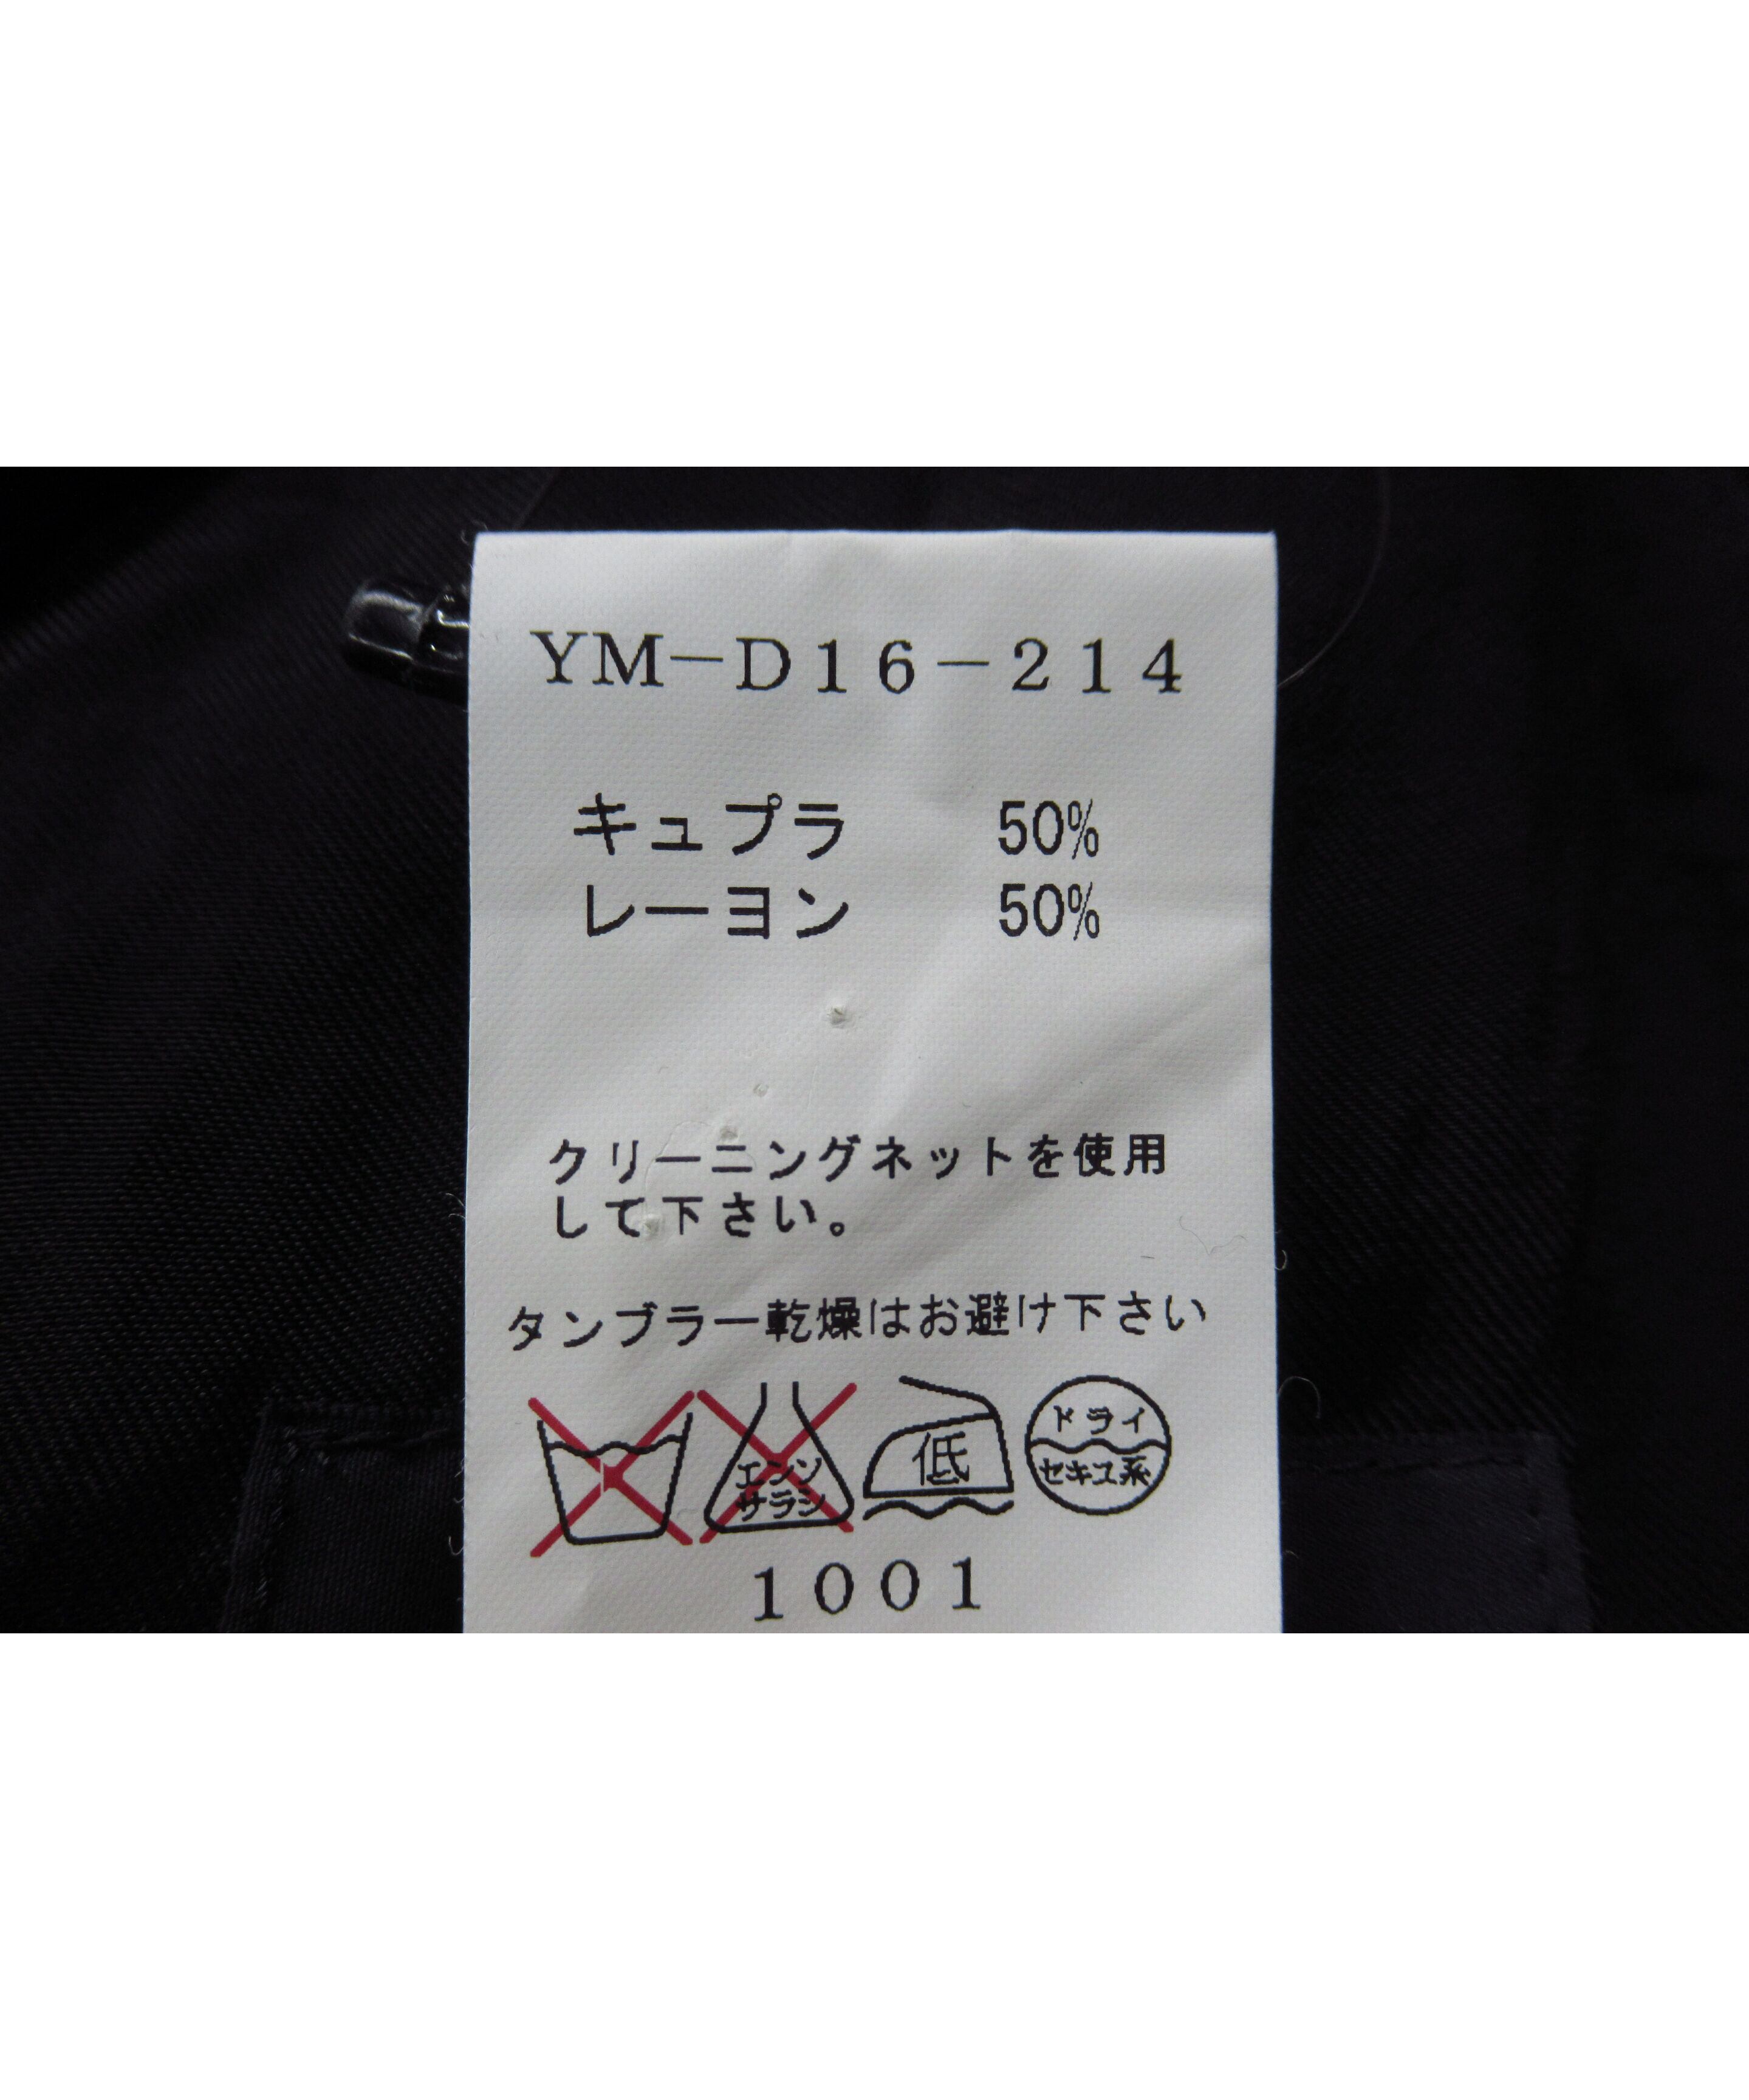 YM-D16-214
キュプラ 50%
レーヨン 50%
クリーニングネットを使用
して下さい。
タンブラー乾燥はお避け下さい
エンソ
サラシ
低
ドライ
セキユ系
1001